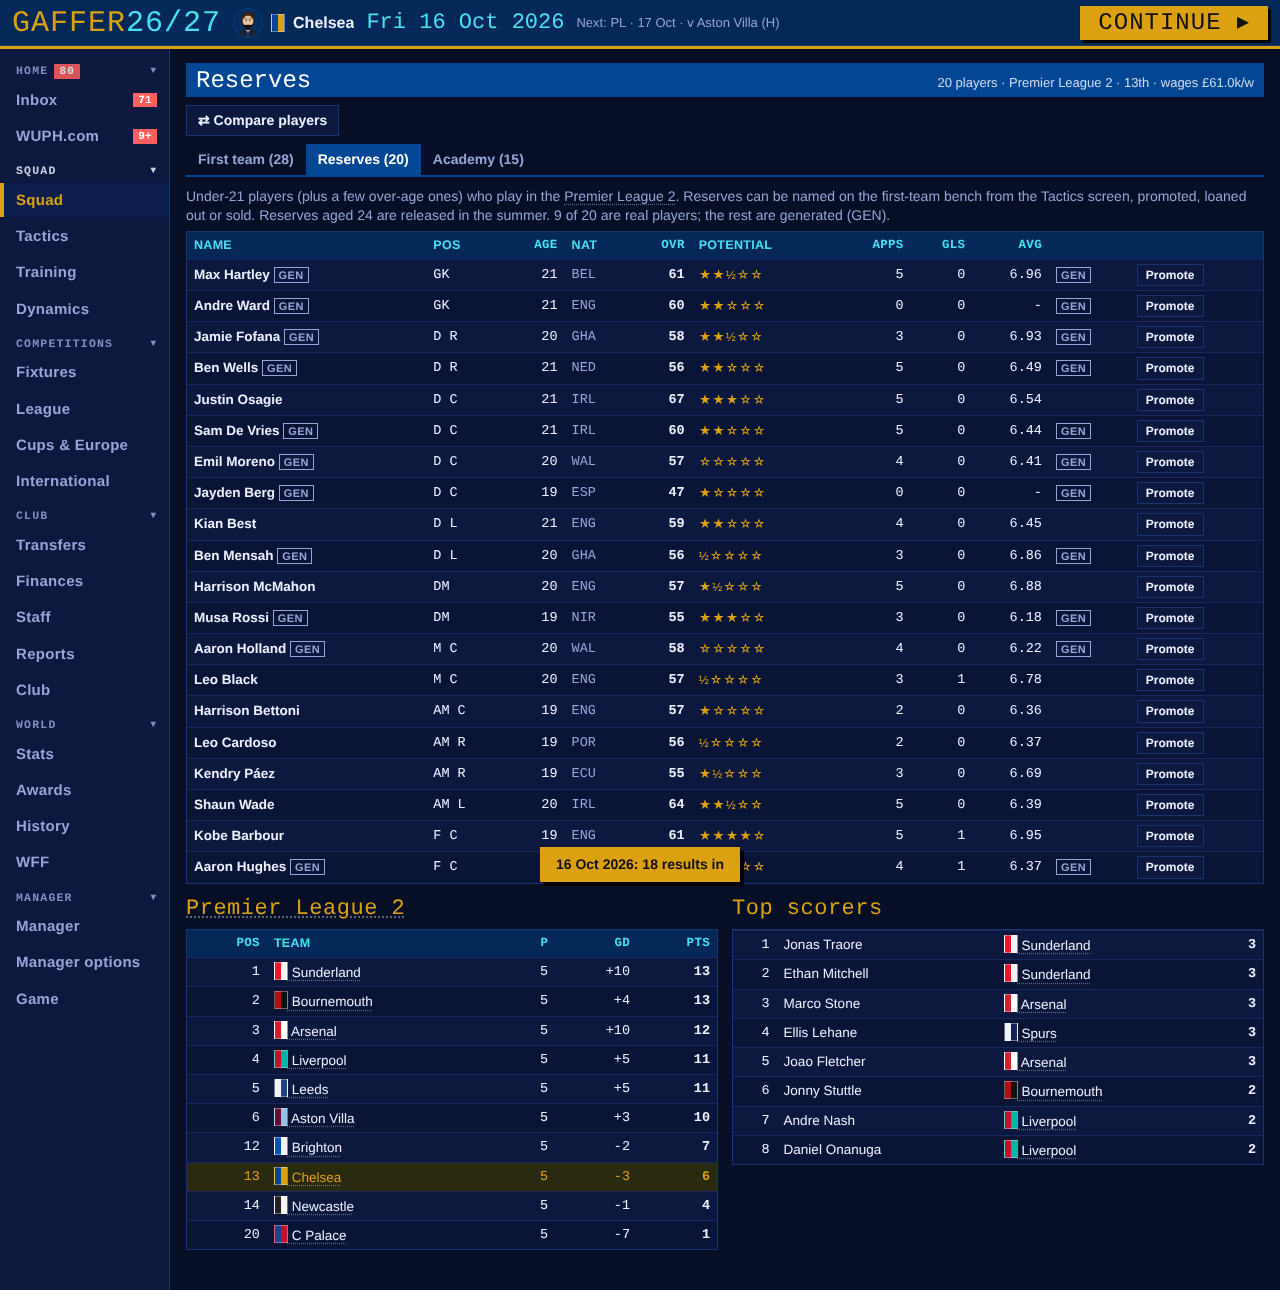 GAFFER26/27 Chelsea Fri 16 Oct 2026 Next: PL · 17 Oct · v Aston Villa (H) CONTINUE ►
HOME 80 ▼
Inbox 71
WUPH.com 9+
SQUAD ▼
Squad
Tactics
Training
Dynamics
COMPETITIONS ▼
Fixtures
League
Cups & Europe
International
CLUB ▼
Transfers
Finances
Staff
Reports
Club
WORLD ▼
Stats
Awards
History
WFF
MANAGER ▼
Manager
Manager options
Game
Reserves 20 players · Premier League 2 · 13th · wages £61.0k/w
⇄ Compare players
First team (28) Reserves (20) Academy (15)
Under-21 players (plus a few over-age ones) who play in the Premier League 2. Reserves can be named on the first-team bench from the Tactics screen, promoted, loaned
out or sold. Reserves aged 24 are released in the summer. 9 of 20 are real players; the rest are generated (GEN).
NAME POS AGE NAT OVR POTENTIAL APPS GLS AVG
Max Hartley GEN GK 21 BEL 61 ★★½☆☆ 5 0 6.96 GEN Promote
Andre Ward GEN GK 21 ENG 60 ★★☆☆☆ 0 0 - GEN Promote
Jamie Fofana GEN D R 20 GHA 58 ★★½☆☆ 3 0 6.93 GEN Promote
Ben Wells GEN D R 21 NED 56 ★★☆☆☆ 5 0 6.49 GEN Promote
Justin Osagie D C 21 IRL 67 ★★★☆☆ 5 0 6.54 Promote
Sam De Vries GEN D C 21 IRL 60 ★★☆☆☆ 5 0 6.44 GEN Promote
Emil Moreno GEN D C 20 WAL 57 ☆☆☆☆☆ 4 0 6.41 GEN Promote
Jayden Berg GEN D C 19 ESP 47 ★☆☆☆☆ 0 0 - GEN Promote
Kian Best D L 21 ENG 59 ★★☆☆☆ 4 0 6.45 Promote
Ben Mensah GEN D L 20 GHA 56 ½☆☆☆☆ 3 0 6.86 GEN Promote
Harrison McMahon DM 20 ENG 57 ★½☆☆☆ 5 0 6.88 Promote
Musa Rossi GEN DM 19 NIR 55 ★★★☆☆ 3 0 6.18 GEN Promote
Aaron Holland GEN M C 20 WAL 58 ☆☆☆☆☆ 4 0 6.22 GEN Promote
Leo Black M C 20 ENG 57 ½☆☆☆☆ 3 1 6.78 Promote
Harrison Bettoni AM C 19 ENG 57 ★☆☆☆☆ 2 0 6.36 Promote
Leo Cardoso AM R 19 POR 56 ½☆☆☆☆ 2 0 6.37 Promote
Kendry Páez AM R 19 ECU 55 ★½☆☆☆ 3 0 6.69 Promote
Shaun Wade AM L 20 IRL 64 ★★½☆☆ 5 0 6.39 Promote
Kobe Barbour F C 19 ENG 61 ★★★★☆ 5 1 6.95 Promote
Aaron Hughes GEN F C ☆☆ 4 1 6.37 GEN Promote
16 Oct 2026: 18 results in
Premier League 2
POS TEAM P GD PTS
1 Sunderland 5 +10 13
2 Bournemouth 5 +4 13
3 Arsenal 5 +10 12
4 Liverpool 5 +5 11
5 Leeds 5 +5 11
6 Aston Villa 5 +3 10
12 Brighton 5 -2 7
13 Chelsea 5 -3 6
14 Newcastle 5 -1 4
20 C Palace 5 -7 1
Top scorers
1 Jonas Traore Sunderland 3
2 Ethan Mitchell Sunderland 3
3 Marco Stone Arsenal 3
4 Ellis Lehane Spurs 3
5 Joao Fletcher Arsenal 3
6 Jonny Stuttle Bournemouth 2
7 Andre Nash Liverpool 2
8 Daniel Onanuga Liverpool 2